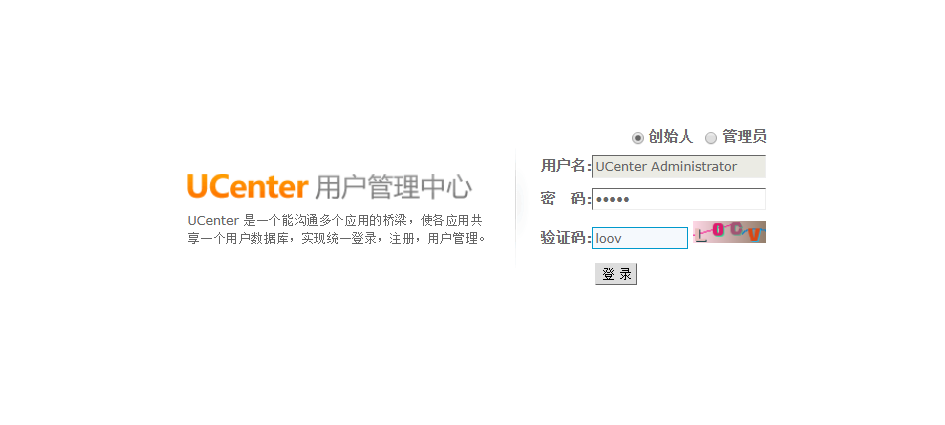 创始人 管理员
UCenter 用户管理中心
UCenter 是一个能沟通多个应用的桥梁，使各应用共
享一个用户数据库，实现统一登录，注册，用户管理。
用户名: UCenter Administrator
密 码: •••••
验证码: loov
登 录